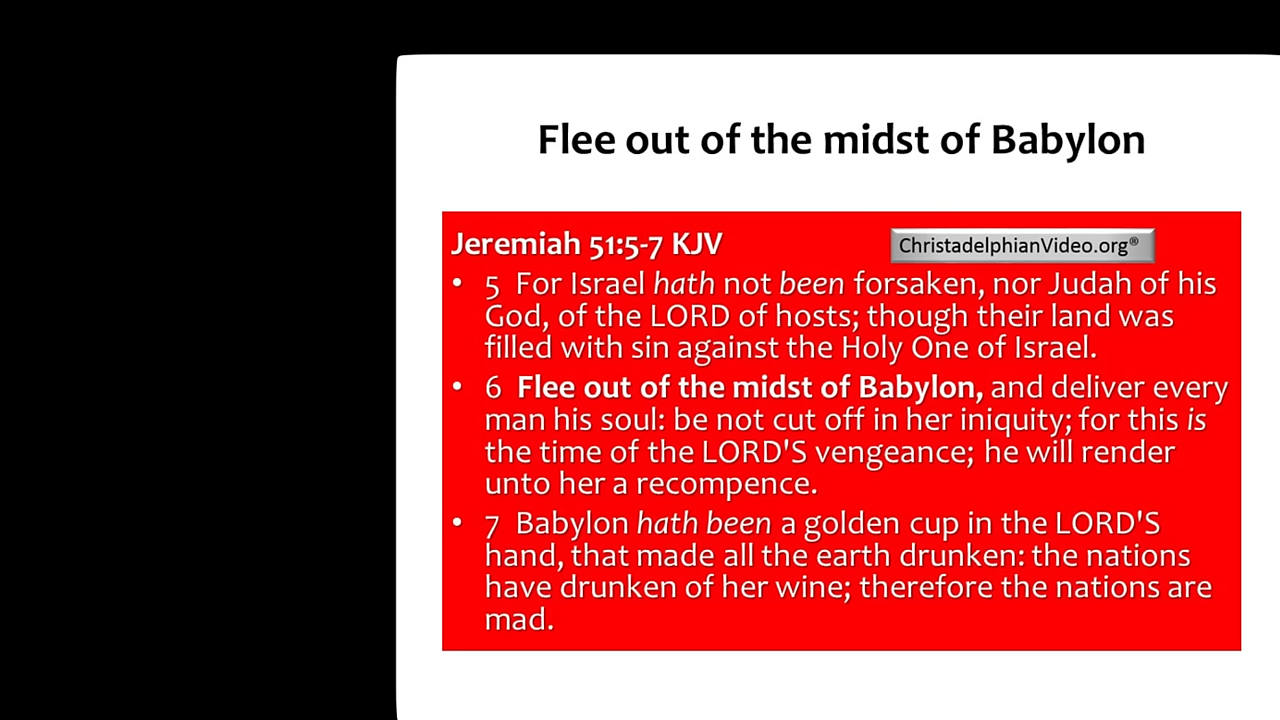 Flee out of the midst of Babylon
Jeremiah 51:5-7 KJV
ChristadelphianVideo.org®
• 5 For Israel hath not been forsaken, nor Judah of his
God, of the LORD of hosts; though their land was
filled with sin against the Holy One of Israel.
• 6 Flee out of the midst of Babylon, and deliver every
man his soul: be not cut off in her iniquity; for this is
the time of the LORD'S vengeance; he will render
unto her a recompence.
• 7 Babylon hath been a golden cup in the LORD'S
hand, that made all the earth drunken: the nations
have drunken of her wine; therefore the nations are
mad.